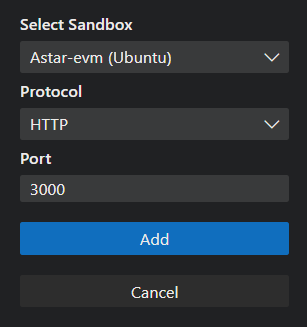 Select Sandbox
Astar-evm (Ubuntu)
Protocol
HTTP
Port
3000
Add
Cancel